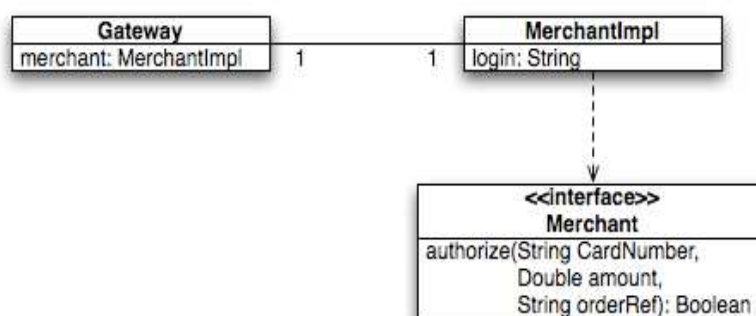 Gateway
merchant: MerchantImpl
1
1
MerchantImpl
login: String
<<interface>>
Merchant
authorize(String CardNumber,
Double amount,
String orderRef): Boolean